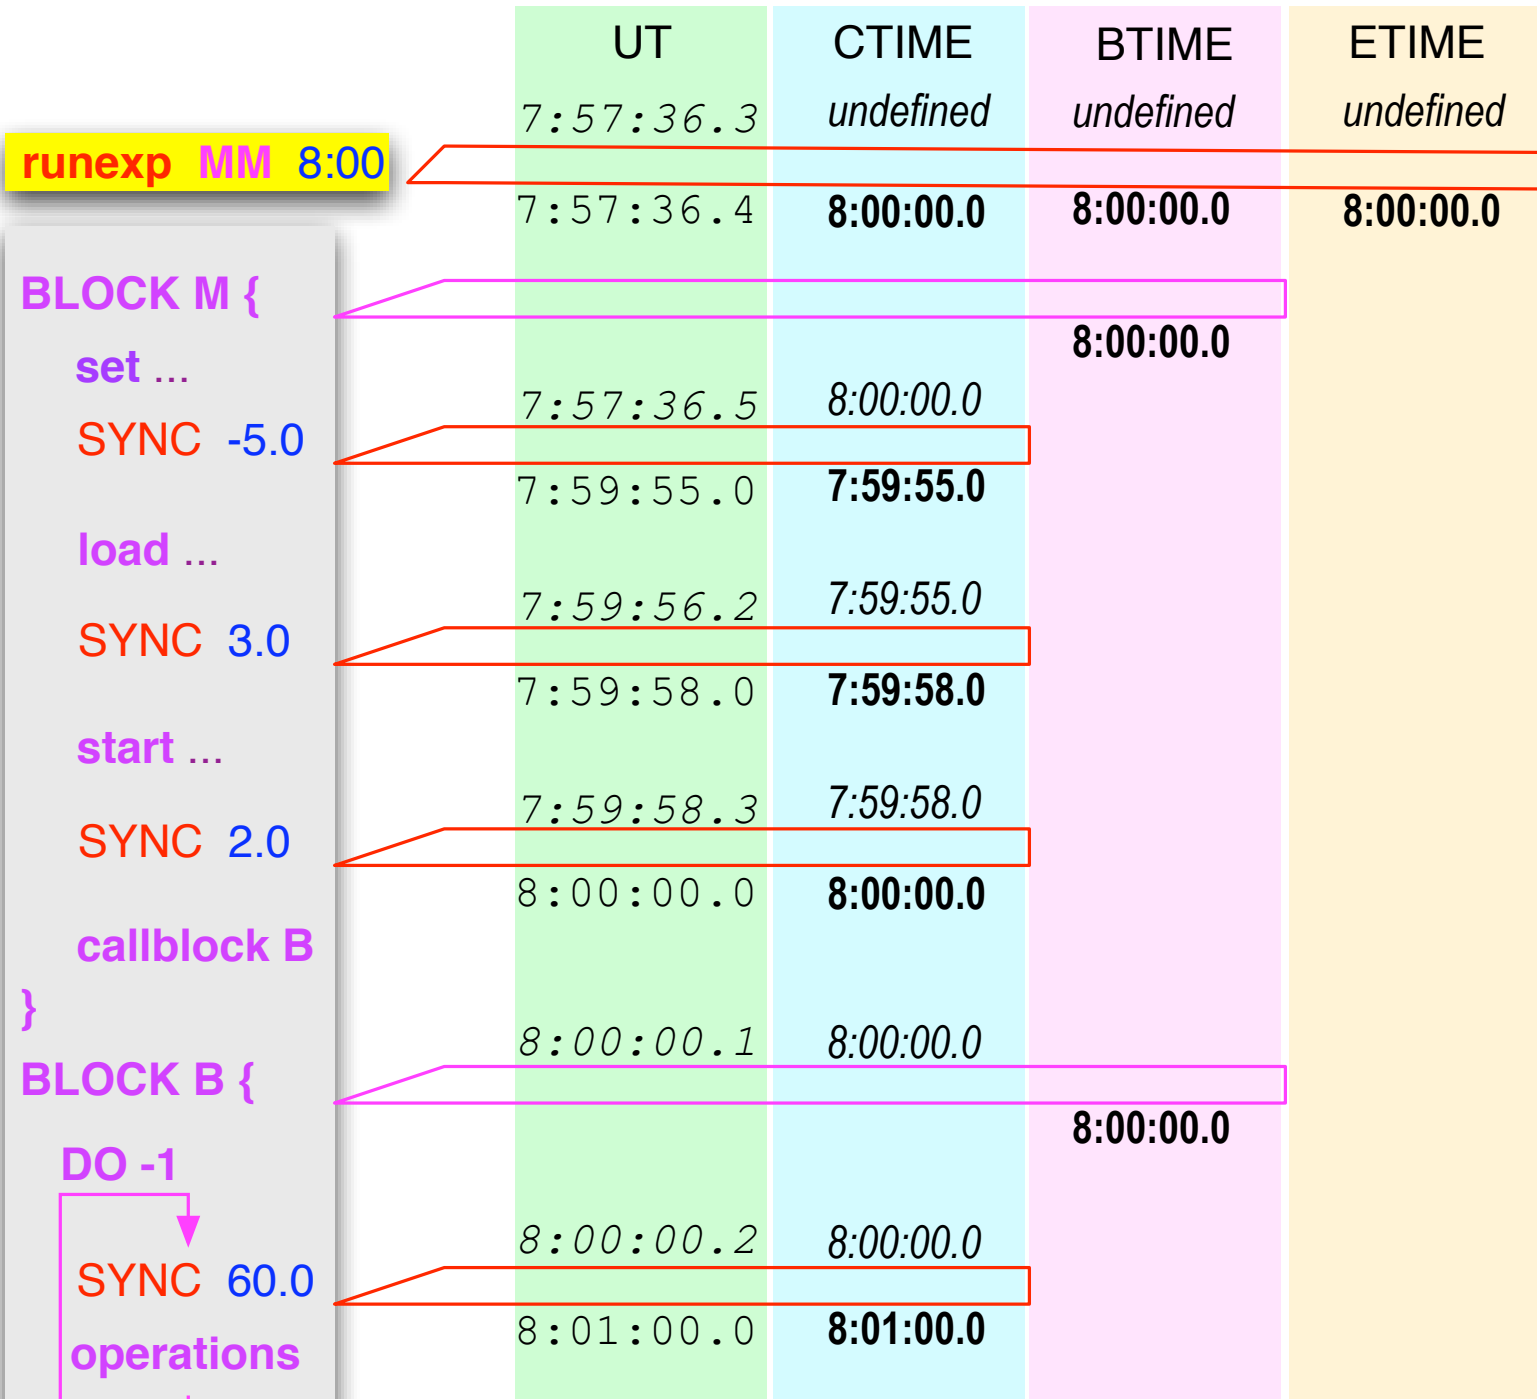 UT CTIME BTIME ETIME
7:57:36.3 undefined undefined undefined
runexp MM 8:00
7:57:36.4 8:00:00.0 8:00:00.0 8:00:00.0
BLOCK M {
8:00:00.0
set ...
7:57:36.5 8:00:00.0
SYNC -5.0
7:59:55.0 7:59:55.0
load ...
7:59:56.2 7:59:55.0
SYNC 3.0
7:59:58.0 7:59:58.0
start ...
7:59:58.3 7:59:58.0
SYNC 2.0
8:00:00.0 8:00:00.0
callblock B
}
8:00:00.1 8:00:00.0
BLOCK B {
8:00:00.0
DO -1
8:00:00.2 8:00:00.0
SYNC 60.0
8:01:00.0 8:01:00.0
operations